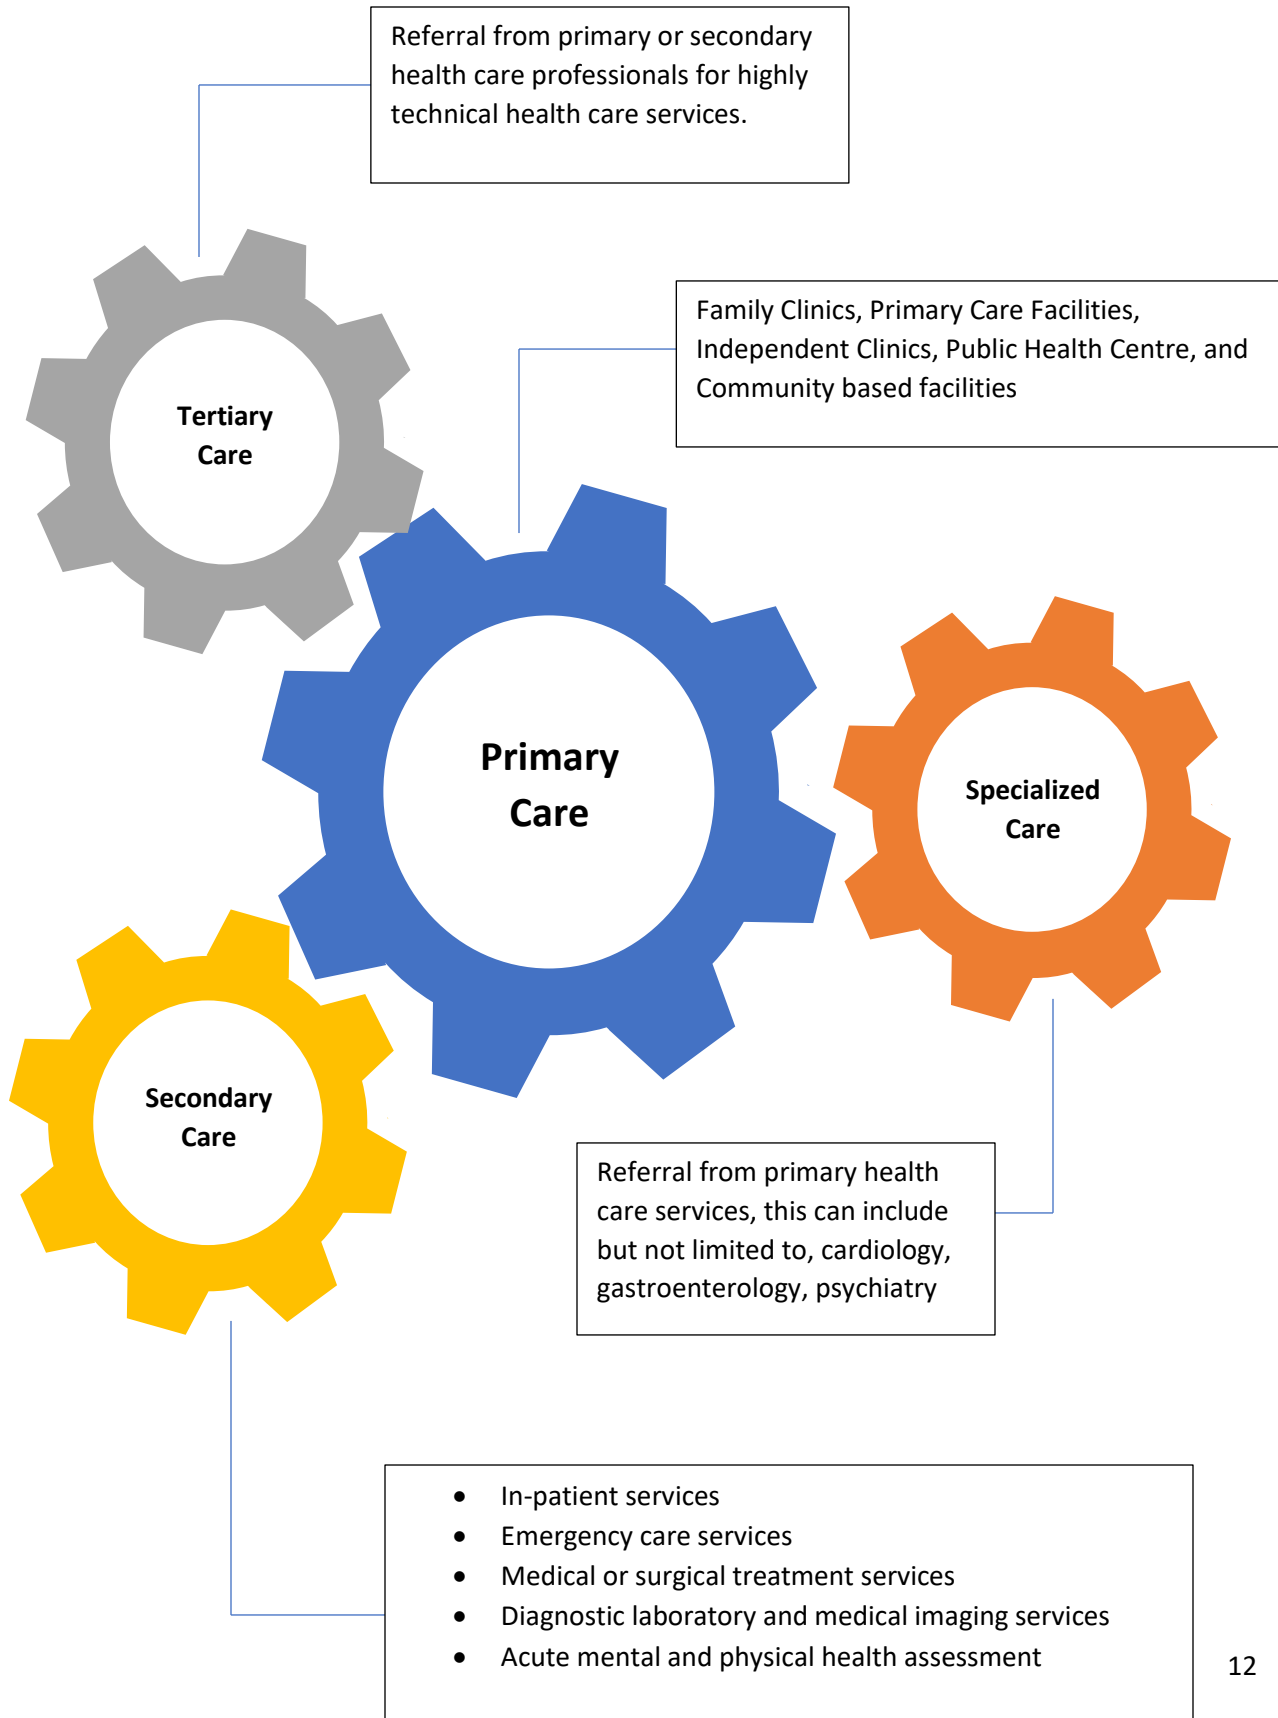 Referral from primary or secondary
health care professionals for highly
technical health care services.
Family Clinics, Primary Care Facilities,
Independent Clinics, Public Health Centre, and
Community based facilities
Tertiary
Care
Primary
Care
Specialized
Care
Secondary
Care
Referral from primary health
care services, this can include
but not limited to, cardiology,
gastroenterology, psychiatry
• In-patient services
• Emergency care services
• Medical or surgical treatment services
• Diagnostic laboratory and medical imaging services
• Acute mental and physical health assessment
12